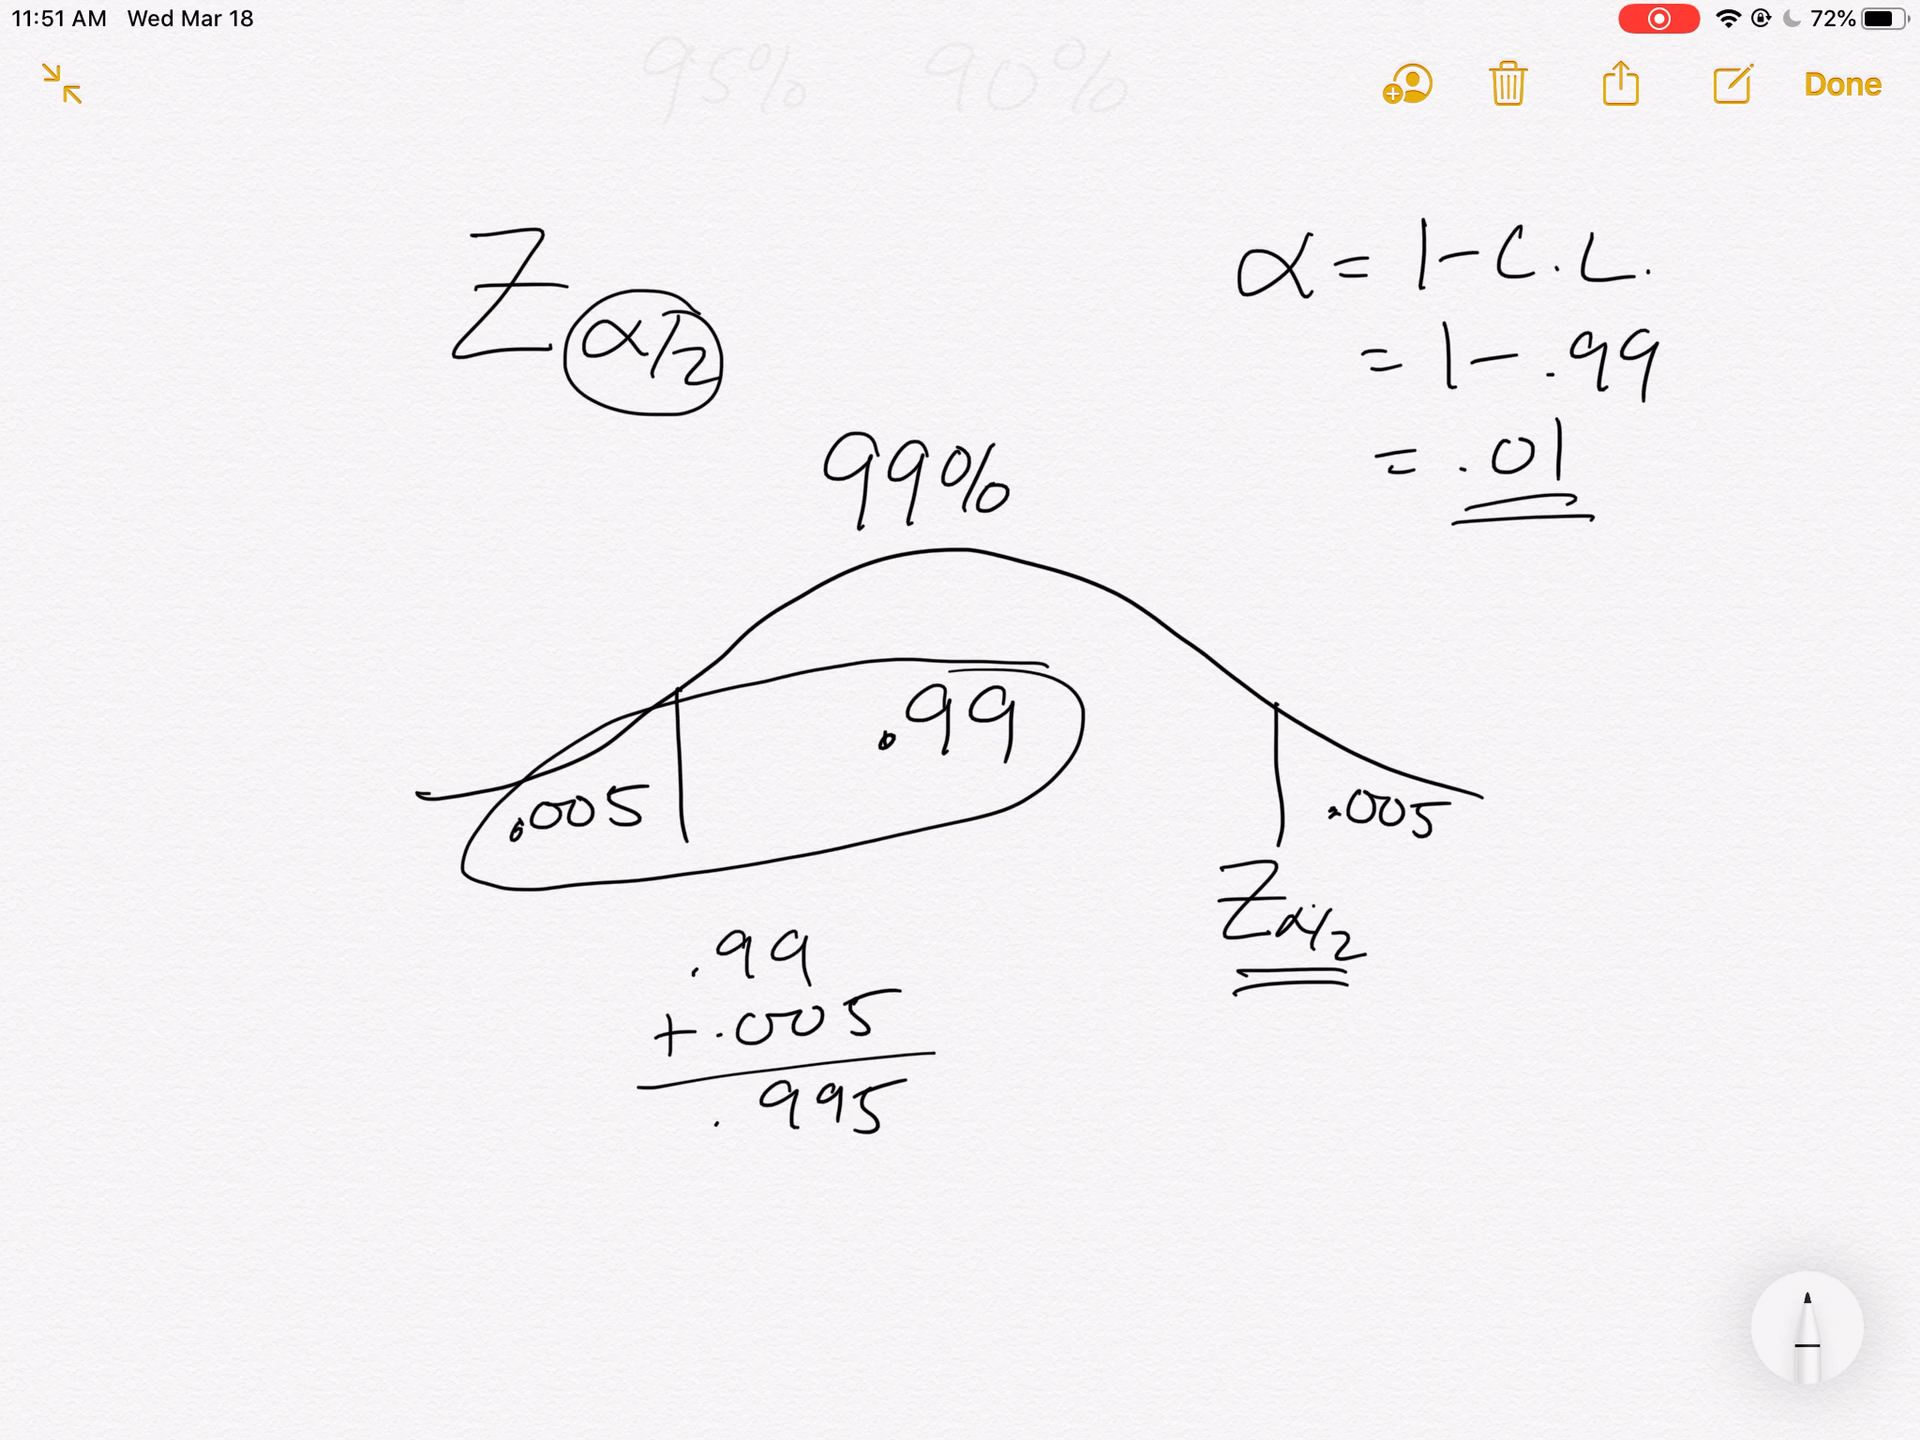 11:51 AM Wed Mar 18
72%
95% 90%
Done
Zα/2
α = 1 - C.L.
= 1 - .99
= .01
99%
.99
.005
.005
Zα/2
.99
+ .005
.995